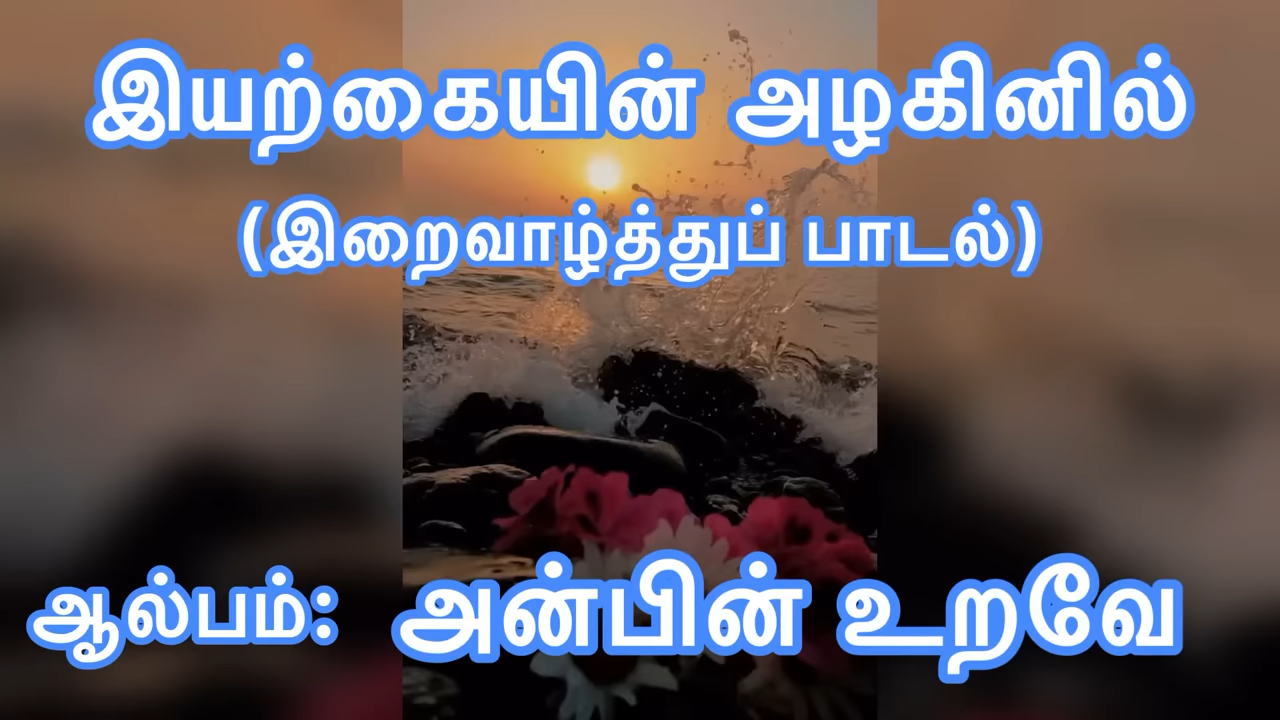 இயற்கையின் அழகினில்
(இறைவாழ்த்துப் பாடல்)
ஆல்பம்: அன்பின் உறவே